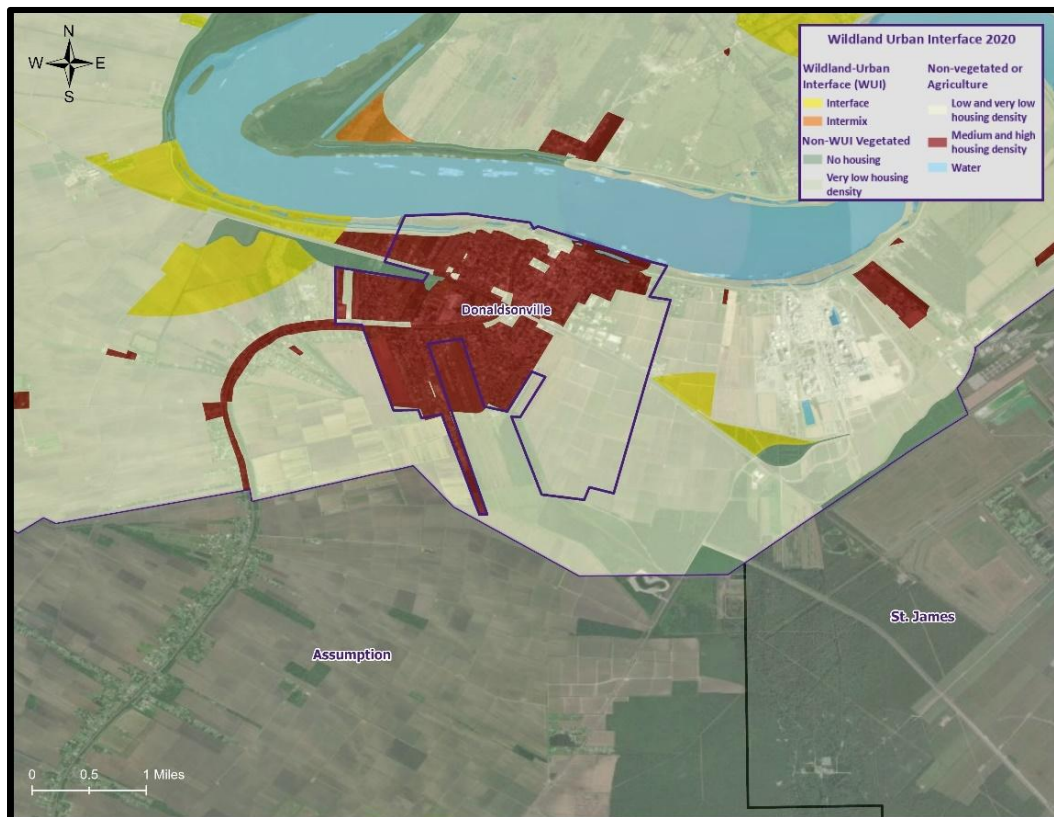 N
W E
S
Wildland Urban Interface 2020
Wildland-Urban
Interface (WUI)
Interface
Intermix
Non-WUI Vegetated
No housing
Very low housing
density
Non-vegetated or
Agriculture
Low and very low
housing density
Medium and high
housing density
Water
Donaldsonville
St. James
Assumption
0 0.5 1 Miles